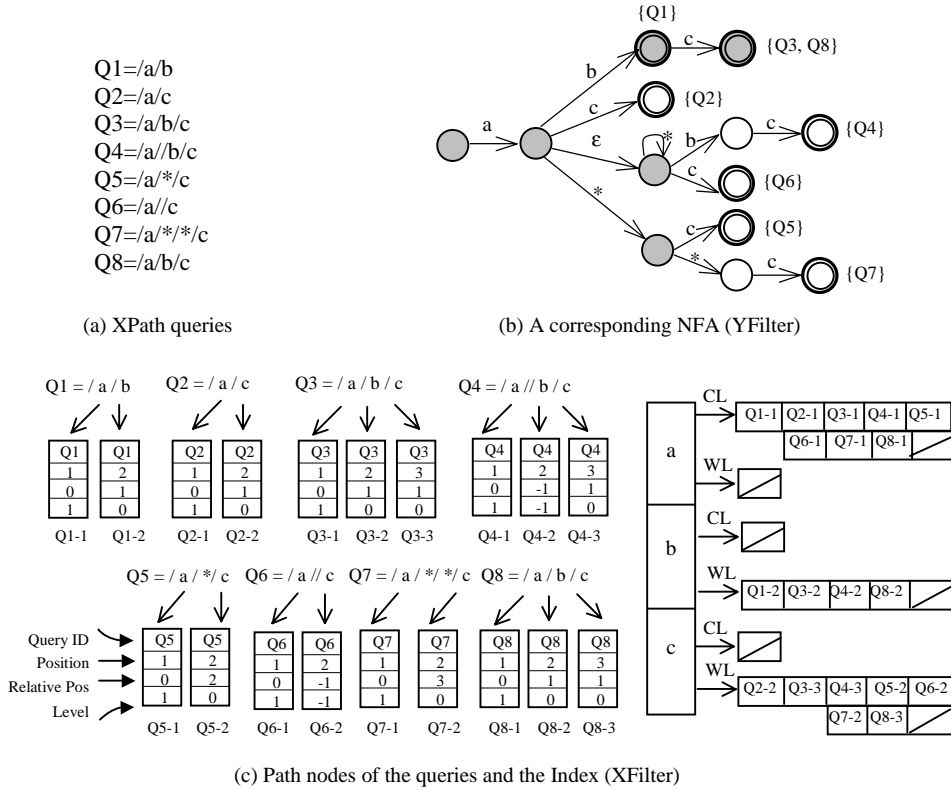 Q1=/a/b
Q2=/a/c
Q3=/a/b/c
Q4=/a//b/c
Q5=/a/*/c
Q6=/a//c
Q7=/a/*/*/c
Q8=/a/b/c
(a) XPath queries
{Q1}
c
{Q3, Q8}
b
c
{Q2}
a
ε
*
b
c
{Q4}
c
{Q6}
*
c
{Q5}
*
c
{Q7}
(b) A corresponding NFA (YFilter)
Q1 = / a / b
Q2 = / a / c
Q3 = / a / b / c
Q4 = / a // b / c
Q1 Q1 Q2 Q2 Q3 Q3 Q3 Q4 Q4 Q4
1 2 1 2 1 2 3 1 2 3
0 1 0 1 0 1 1 0 -1 1
1 0 1 0 1 0 0 1 -1 0
Q1-1 Q1-2 Q2-1 Q2-2 Q3-1 Q3-2 Q3-3 Q4-1 Q4-2 Q4-3
Q5 = / a / */ c
Q6 = / a // c
Q7 = / a / */ */ c
Q8 = / a / b / c
Query ID Q5 Q5 Q6 Q6 Q7 Q7 Q8 Q8 Q8
Position 1 2 1 2 1 2 1 2 3
Relative Pos 0 2 0 -1 0 3 0 1 1
Level 1 0 1 -1 1 0 1 0 0
Q5-1 Q5-2 Q6-1 Q6-2 Q7-1 Q7-2 Q8-1 Q8-2 Q8-3
a
CL
Q1-1 Q2-1 Q3-1 Q4-1 Q5-1
Q6-1 Q7-1 Q8-1
WL
b
CL
WL
Q1-2 Q3-2 Q4-2 Q8-2
c
CL
WL
Q2-2 Q3-3 Q4-3 Q5-2 Q6-2
Q7-2 Q8-3
(c) Path nodes of the queries and the Index (XFilter)